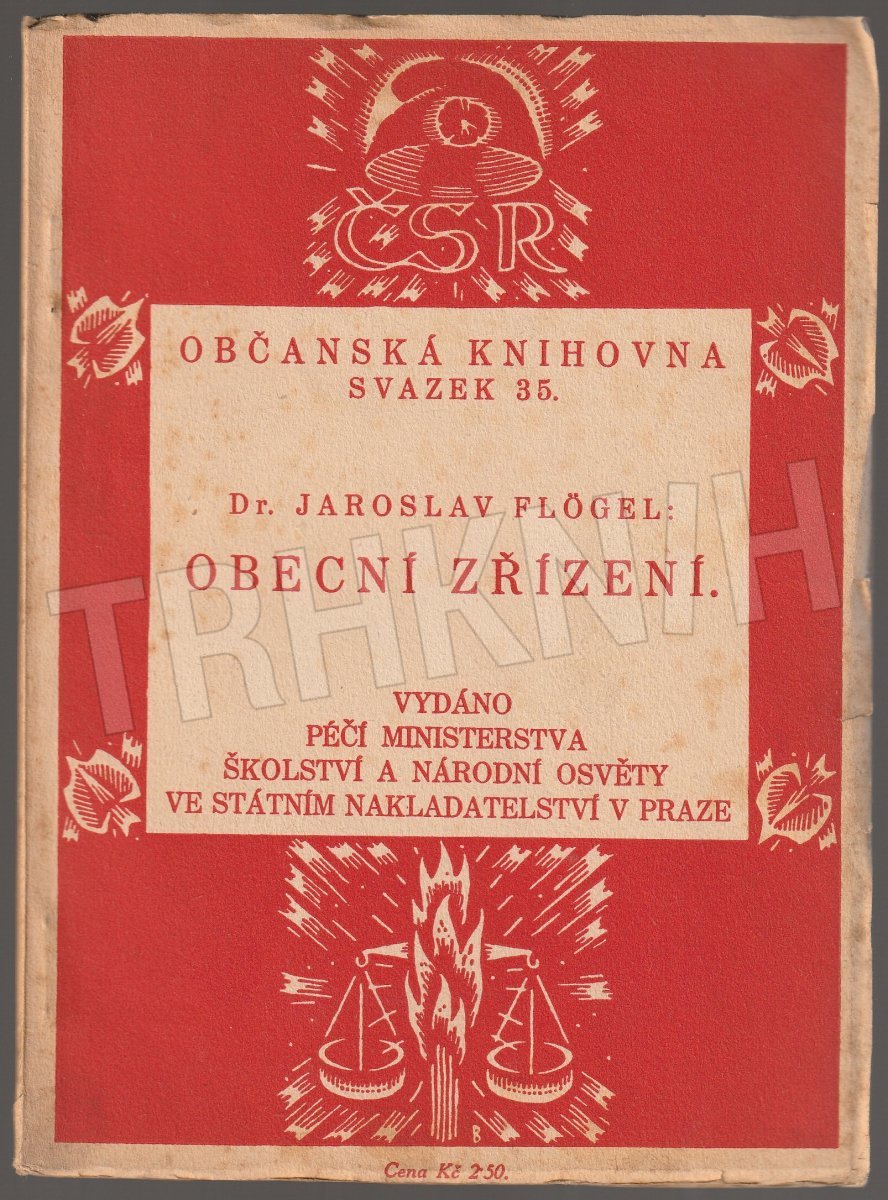 ČSR
OBČANSKÁ KNIHOVNA
SVAZEK 35.
Dr. JAROSLAV FLÖGEL:
OBECNÍ ZŘÍZENÍ.
TRHKNIH
VYDÁNO
PÉČÍ MINISTERSTVA
ŠKOLSTVÍ A NÁRODNÍ OSVĚTY
VE STÁTNÍM NAKLADATELSTVÍ V PRAZE
B
Cena Kč 2·50.